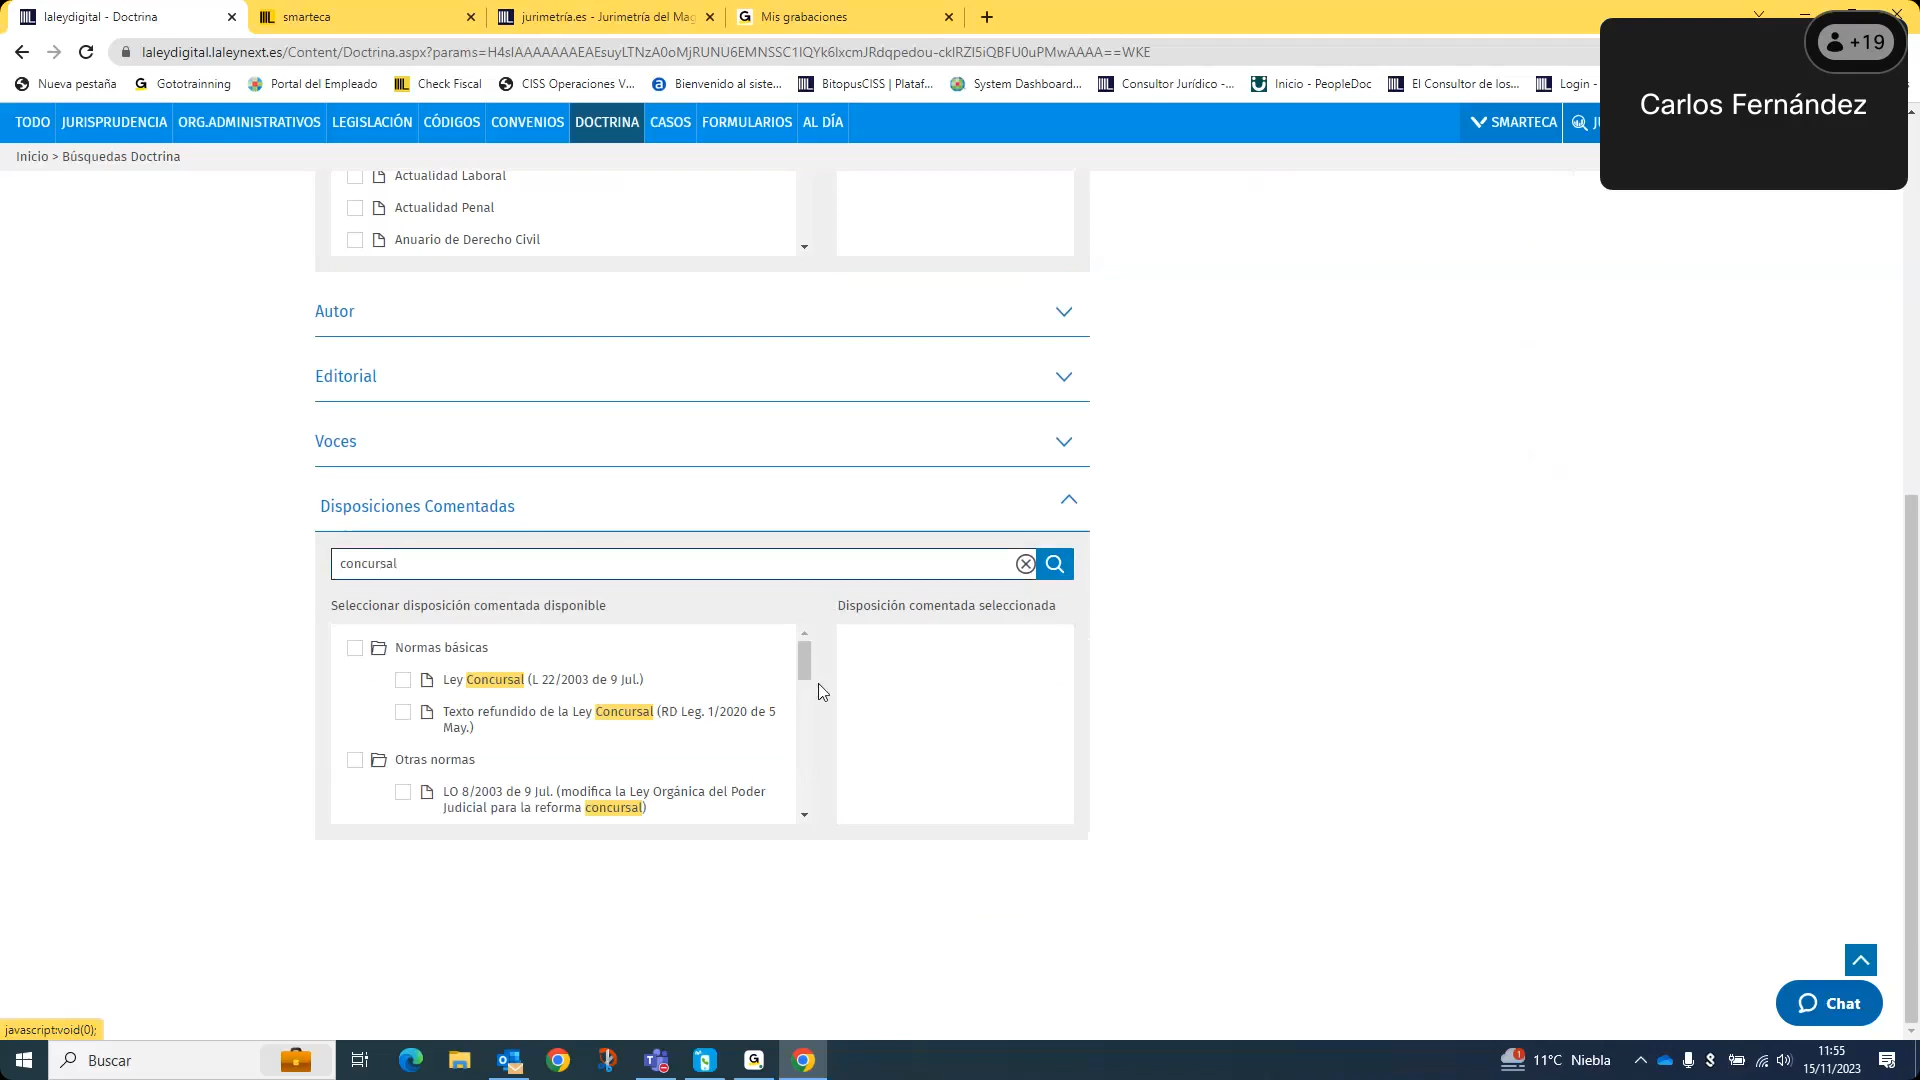 laleydigital - Doctrina
smarteca
jurimetría.es - Jurimetría del Mag
Mis grabaciones
laleydigital.laleynext.es/Content/Doctrina.aspx?params=
Nueva pestaña
Gototrainning
Portal del Empleado
Check Fiscal
CISS Operaciones V...
Bienvenido al siste...
BitopusCISS | Plataf...
System Dashboard...
Consultor Jurídico -...
Inicio - PeopleDoc
El Consultor de los...
Login -
+19
Carlos Fernández
TODO
JURISPRUDENCIA
ORG.ADMINISTRATIVOS
LEGISLACIÓN
CÓDIGOS
CONVENIOS
DOCTRINA
CASOS
FORMULARIOS
AL DÍA
SMARTECA
Inicio > Búsquedas Doctrina
Actualidad Laboral
Actualidad Penal
Anuario de Derecho Civil
Autor
Editorial
Voces
Disposiciones Comentadas
concursal
Seleccionar disposición comentada disponible
Disposición comentada seleccionada
Normas básicas
Ley Concursal (L 22/2003 de 9 Jul.)
Texto refundido de la Ley Concursal (RD Leg. 1/2020 de 5
May.)
Otras normas
LO 8/2003 de 9 Jul. (modifica la Ley Orgánica del Poder
Judicial para la reforma concursal)
Chat
javascript:void(0);
Buscar
11°C Niebla
11:55
15/11/2023